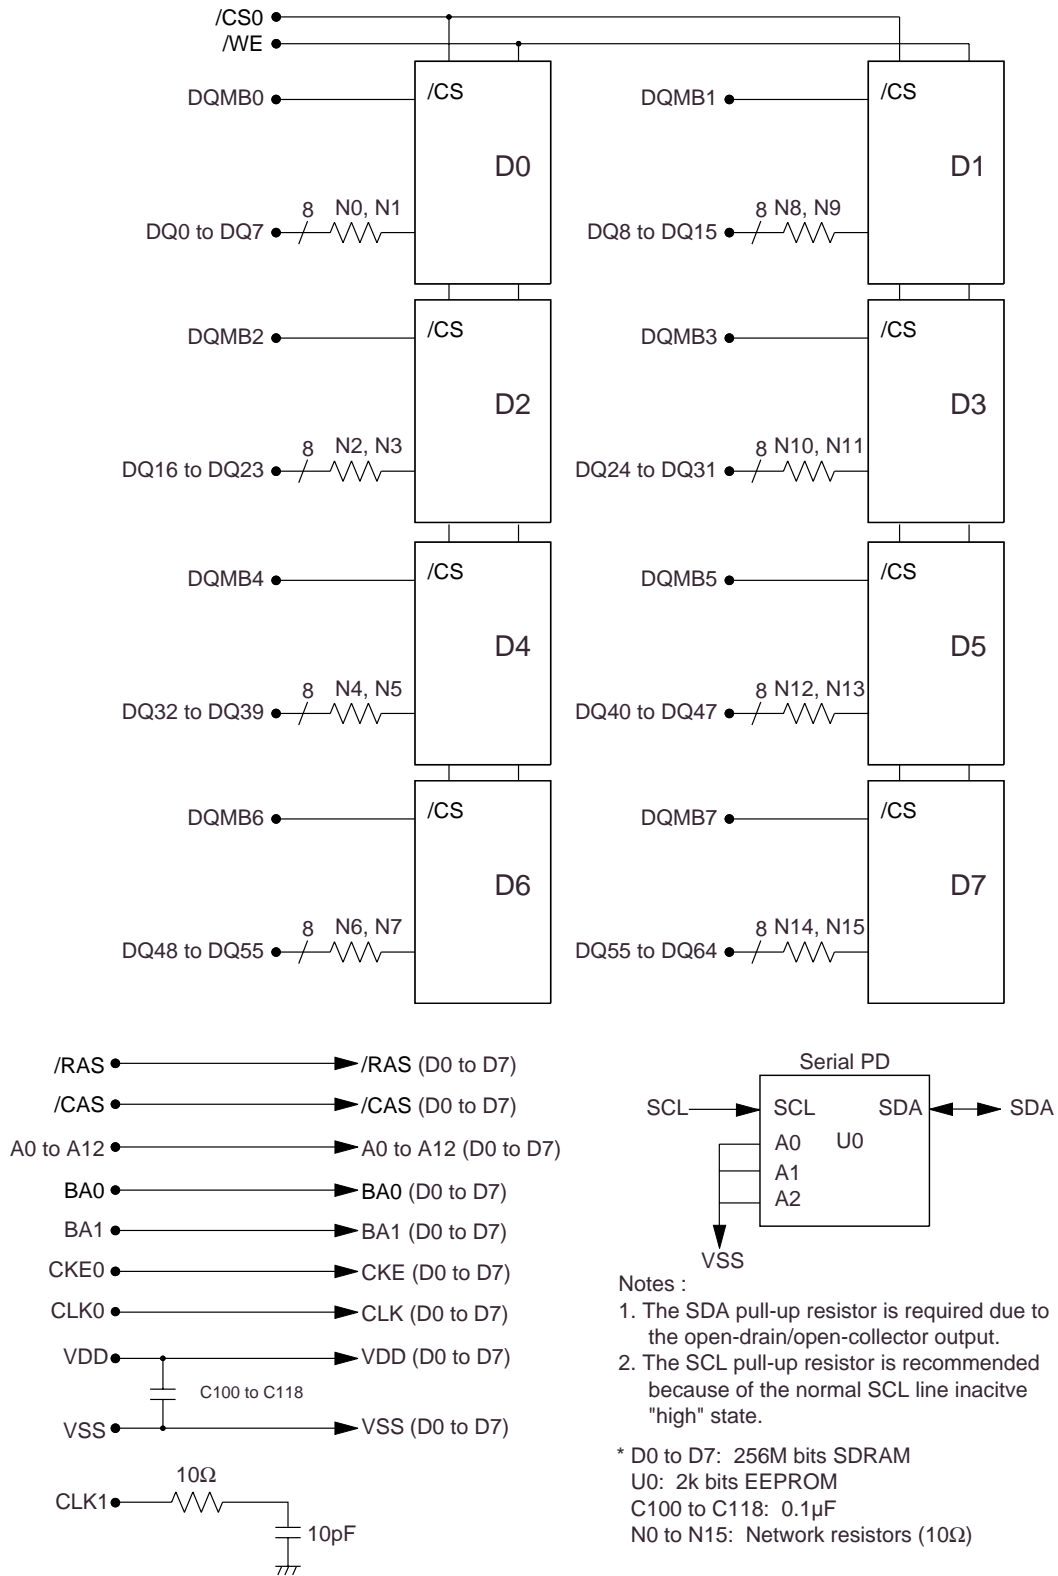 /CS0
/WE
DQMB0
/CS
D0
8 N0, N1
DQ0 to DQ7
DQMB1
/CS
D1
8 N8, N9
DQ8 to DQ15
DQMB2
/CS
D2
8 N2, N3
DQ16 to DQ23
DQMB3
/CS
D3
8 N10, N11
DQ24 to DQ31
DQMB4
/CS
D4
8 N4, N5
DQ32 to DQ39
DQMB5
/CS
D5
8 N12, N13
DQ40 to DQ47
DQMB6
/CS
D6
8 N6, N7
DQ48 to DQ55
DQMB7
/CS
D7
8 N14, N15
DQ55 to DQ64
/RAS /RAS (D0 to D7)
/CAS /CAS (D0 to D7)
A0 to A12 A0 to A12 (D0 to D7)
BA0 BA0 (D0 to D7)
BA1 BA1 (D0 to D7)
CKE0 CKE (D0 to D7)
CLK0 CLK (D0 to D7)
VDD VDD (D0 to D7)
C100 to C118
VSS VSS (D0 to D7)
10Ω
CLK1
10pF
Serial PD
SCL SCL SDA SDA
A0 U0
A1
A2
VSS
Notes :
1. The SDA pull-up resistor is required due to
the open-drain/open-collector output.
2. The SCL pull-up resistor is recommended
because of the normal SCL line inacitve
"high" state.
* D0 to D7: 256M bits SDRAM
U0: 2k bits EEPROM
C100 to C118: 0.1µF
N0 to N15: Network resistors (10Ω)